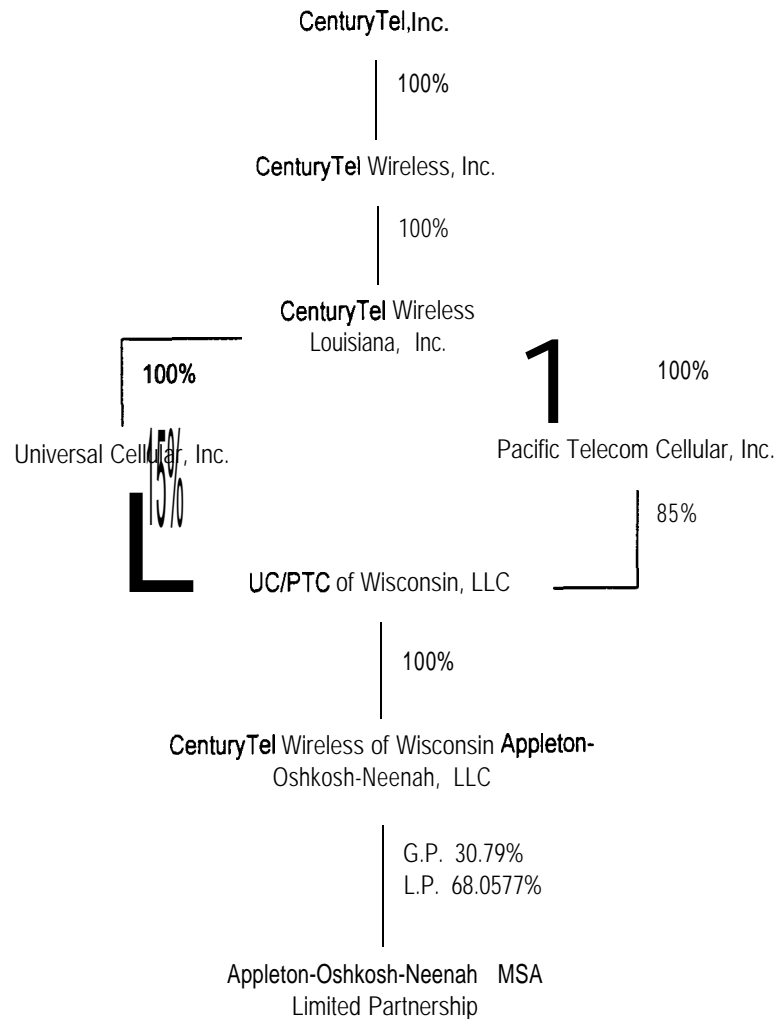 CenturyTel,Inc.
100%
CenturyTel Wireless, Inc.
100%
CenturyTel Wireless
Louisiana, Inc.
100%
100%
Universal Cellular, Inc.
15%
Pacific Telecom Cellular, Inc.
85%
UC/PTC of Wisconsin, LLC
100%
CenturyTel Wireless of Wisconsin Appleton-
Oshkosh-Neenah, LLC
G.P. 30.79%
L.P. 68.0577%
Appleton-Oshkosh-Neenah MSA
Limited Partnership